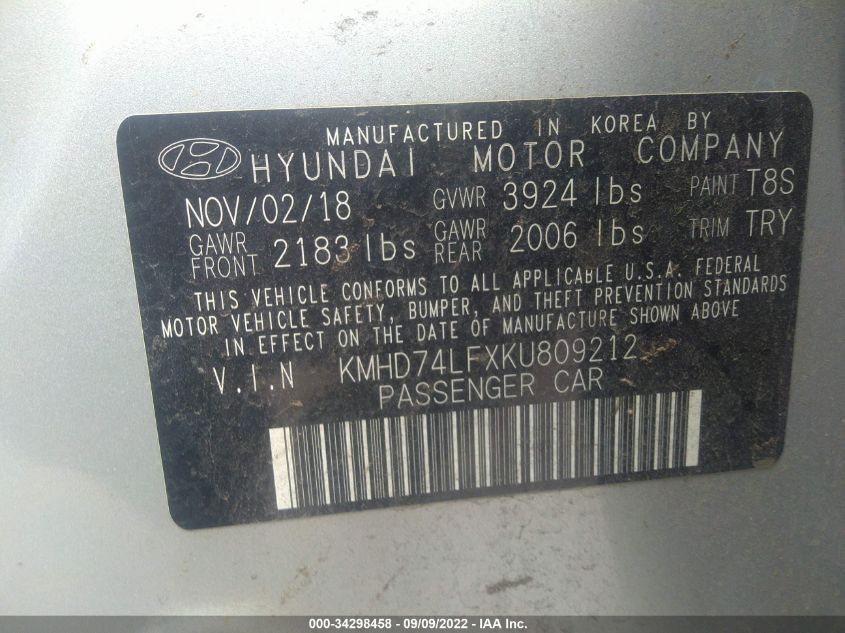 MANUFACTURED IN KOREA BY
HYUNDAI MOTOR COMPANY
NOV/02/18 GVWR 3924 lbs PAINT T8S
GAWR FRONT 2183 lbs GAWR REAR 2006 lbs TRIM TRY
THIS VEHICLE CONFORMS TO ALL APPLICABLE U.S.A. FEDERAL
MOTOR VEHICLE SAFETY, BUMPER, AND THEFT PREVENTION STANDARDS
IN EFFECT ON THE DATE OF MANUFACTURE SHOWN ABOVE
V.I.N KMHD74LFXKU809212
PASSENGER CAR
000-34298458 - 09/09/2022 - IAA Inc.